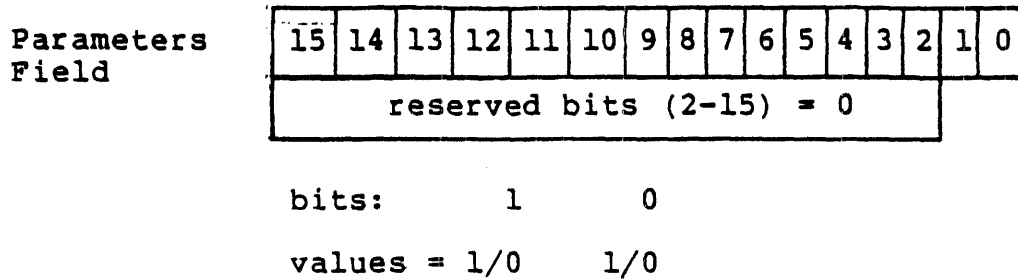 Parameters Field
15 14 13 12 11 10 9 8 7 6 5 4 3 2 1 0
reserved bits (2-15) = 0
bits: 1 0
values = 1/0 1/0